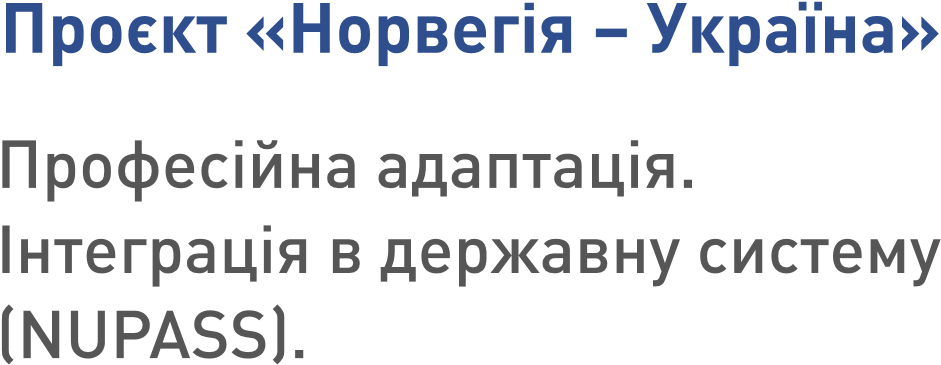 Проєкт «Норвегія – Україна»
Професійна адаптація.
Інтеграція в державну систему
(NUPASS).